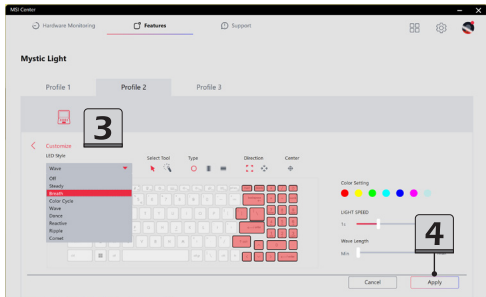 MSI Center
Hardware Monitoring
Features
Support
Mystic Light
Profile 1
Profile 2
Profile 3
3
Customize
LED Style
Select Tool
Type
Direction
Center
Wave
Off
Steady
Breath
Color Cycle
Wave
Dance
Reactive
Ripple
Comet
Color Setting
LIGHT SPEED
1x
Wave Length
Min
4
Cancel
Apply